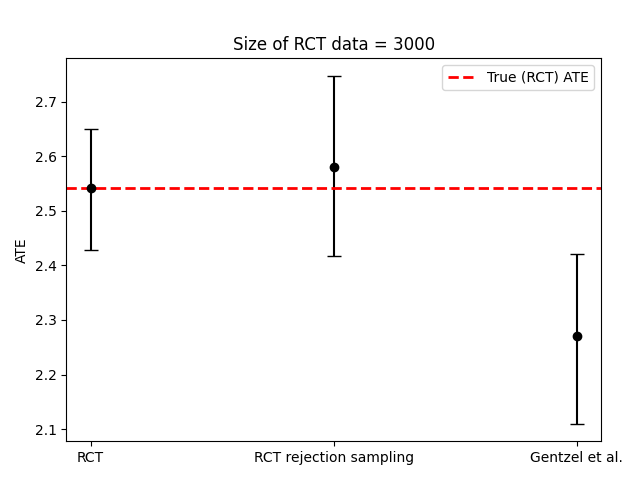 Size of RCT data = 3000
True (RCT) ATE
2.7
2.6
2.5
2.4
2.3
2.2
2.1
ATE
RCT
RCT rejection sampling
Gentzel et al.